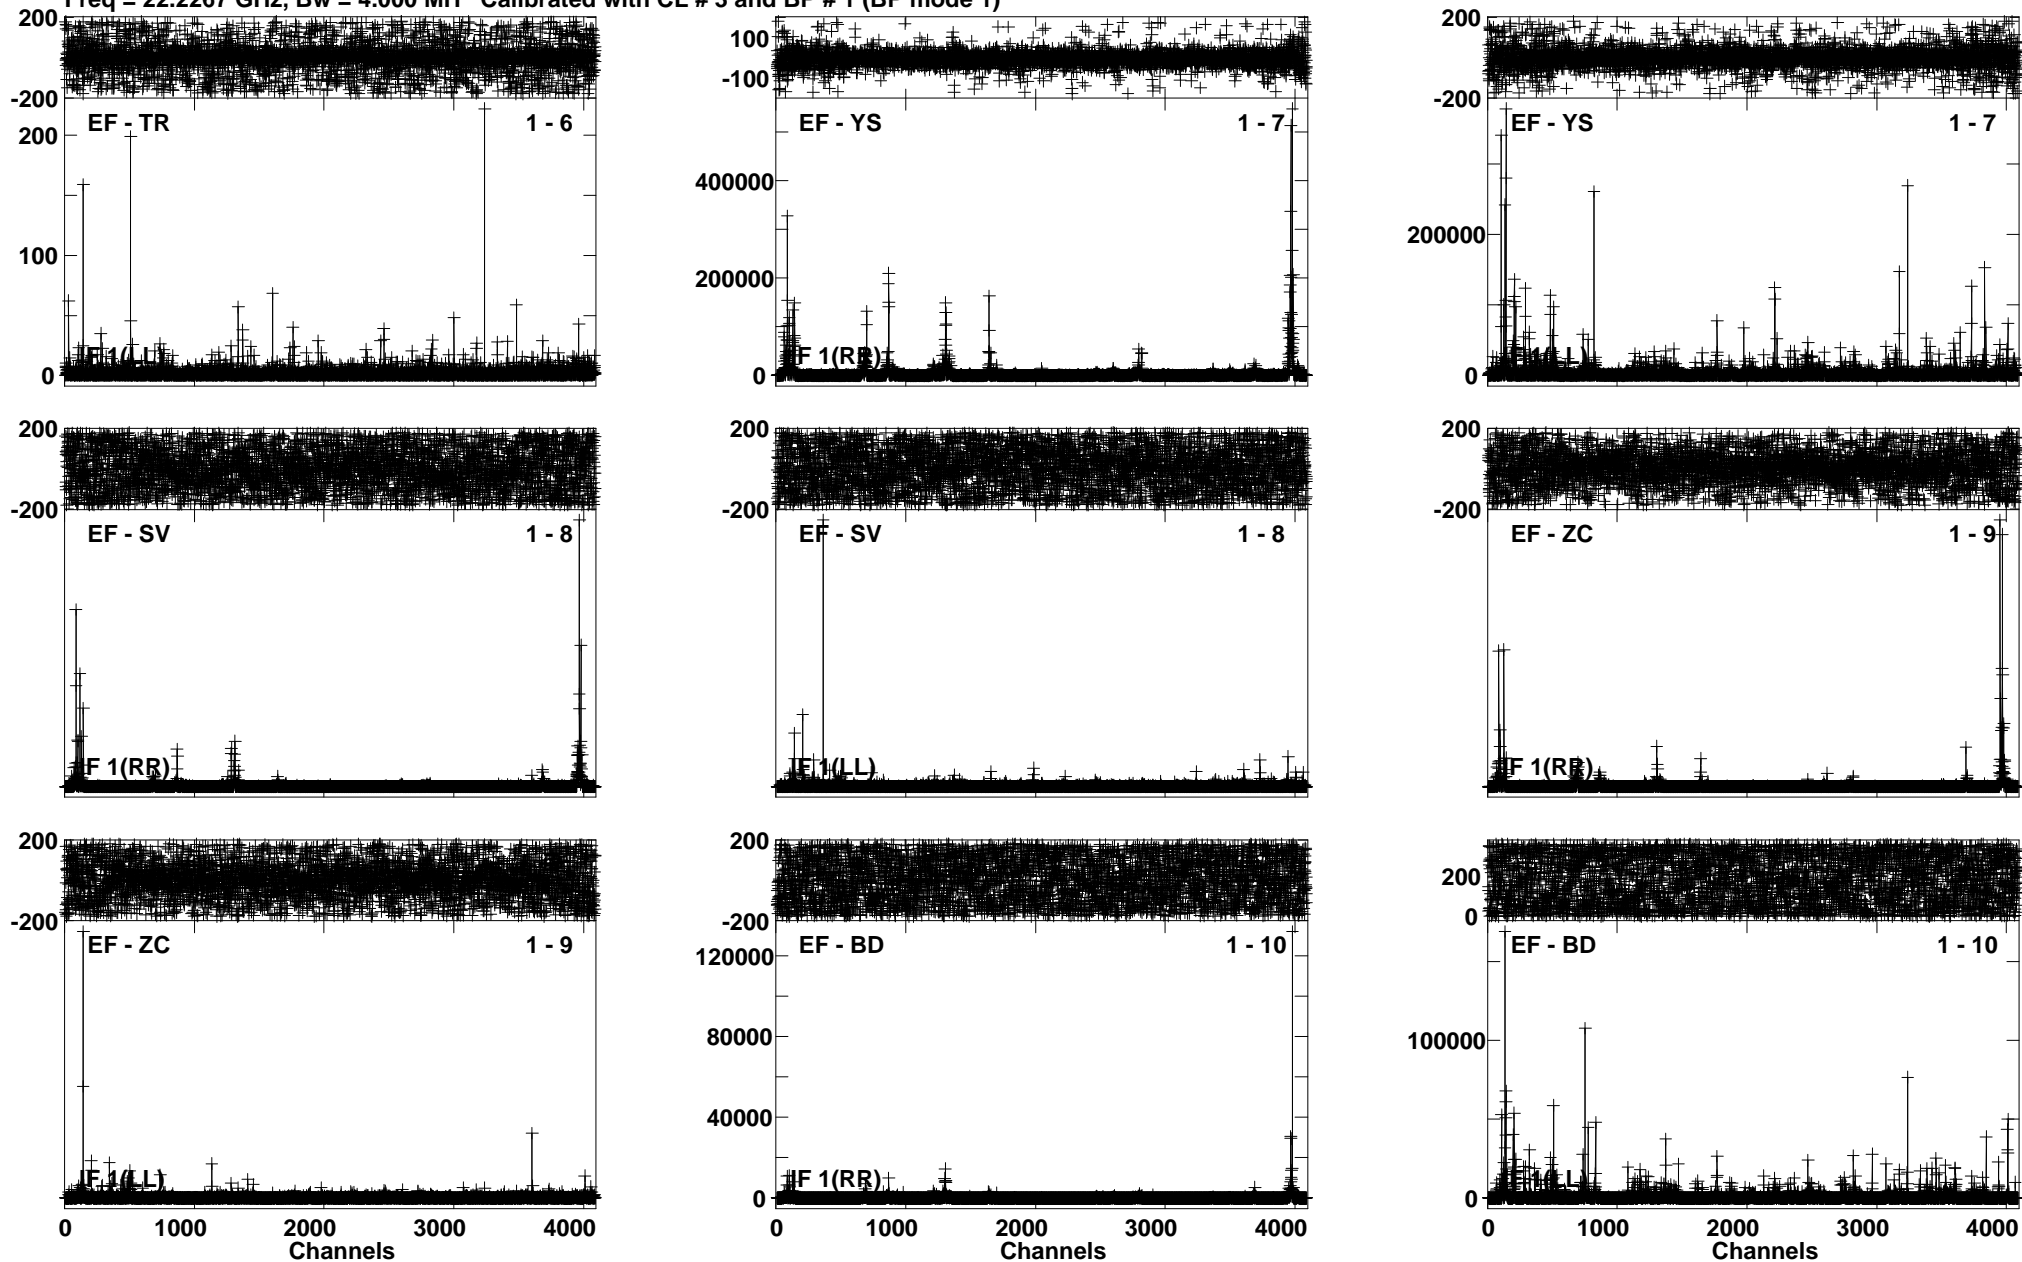 Freq = 22.2267 GHz, Bw = 4.000 MH Calibrated with CL # 3 and BP # 1 (BP mode 1)
200
-200
EF - TR 1 - 6
200
100
0
IF 1(LL)
100
-100
EF - YS 1 - 7
400000
200000
0
IF 1(RR)
200
-200
EF - YS 1 - 7
200000
0
IF 1(LL)
200
-200
EF - SV 1 - 8
IF 1(RR)
200
-200
EF - SV 1 - 8
IF 1(LL)
200
-200
EF - ZC 1 - 9
IF 1(RR)
200
-200
EF - ZC 1 - 9
IF 1(LL)
0 1000 2000 3000 4000
Channels
200
-200
EF - BD 1 - 10
120000
80000
40000
0
IF 1(RR)
0 1000 2000 3000 4000
200
0
EF - BD 1 - 10
100000
0
IF 1(LL)
0 1000 2000 3000 4000
Channels